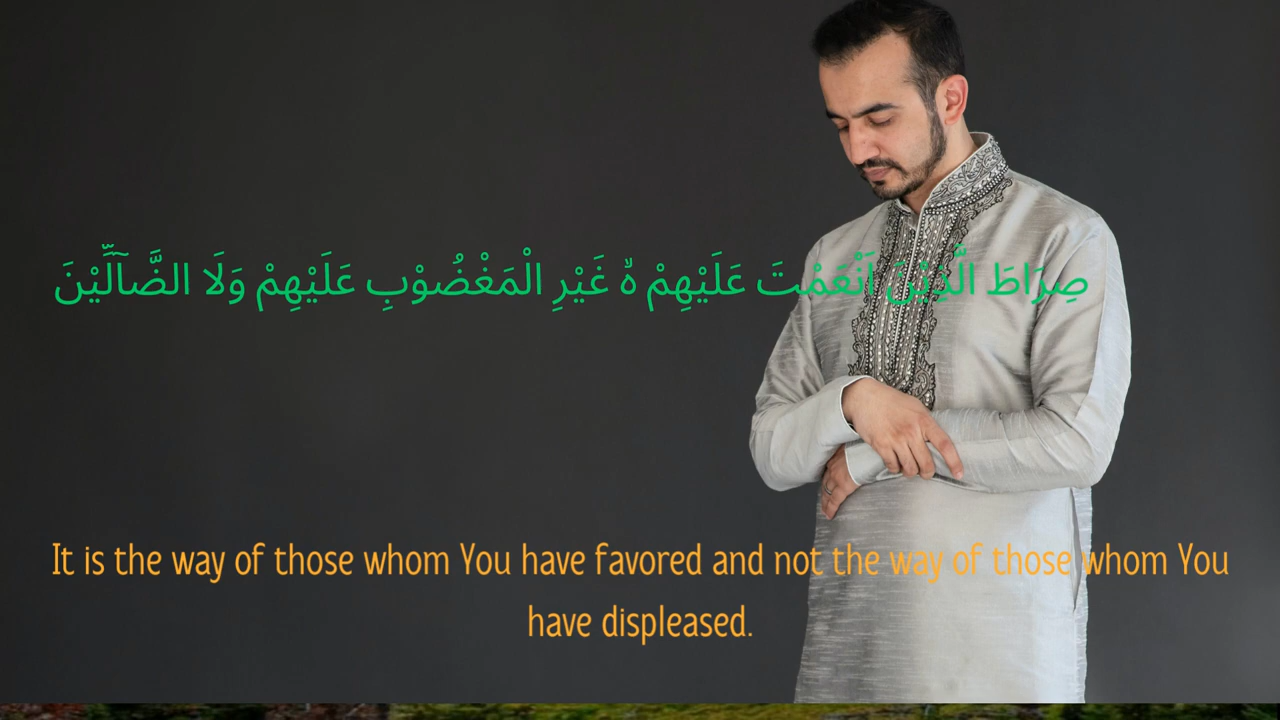 صِرَاطَ الَّذِيْنَ اَنْعَمْتَ عَلَيْهِمْ ەۙ غَيْرِ الْمَغْضُوْبِ عَلَيْهِمْ وَلَا الضَّاۤلِّيْنَ
It is the way of those whom You have favored and not the way of those whom You
have displeased.